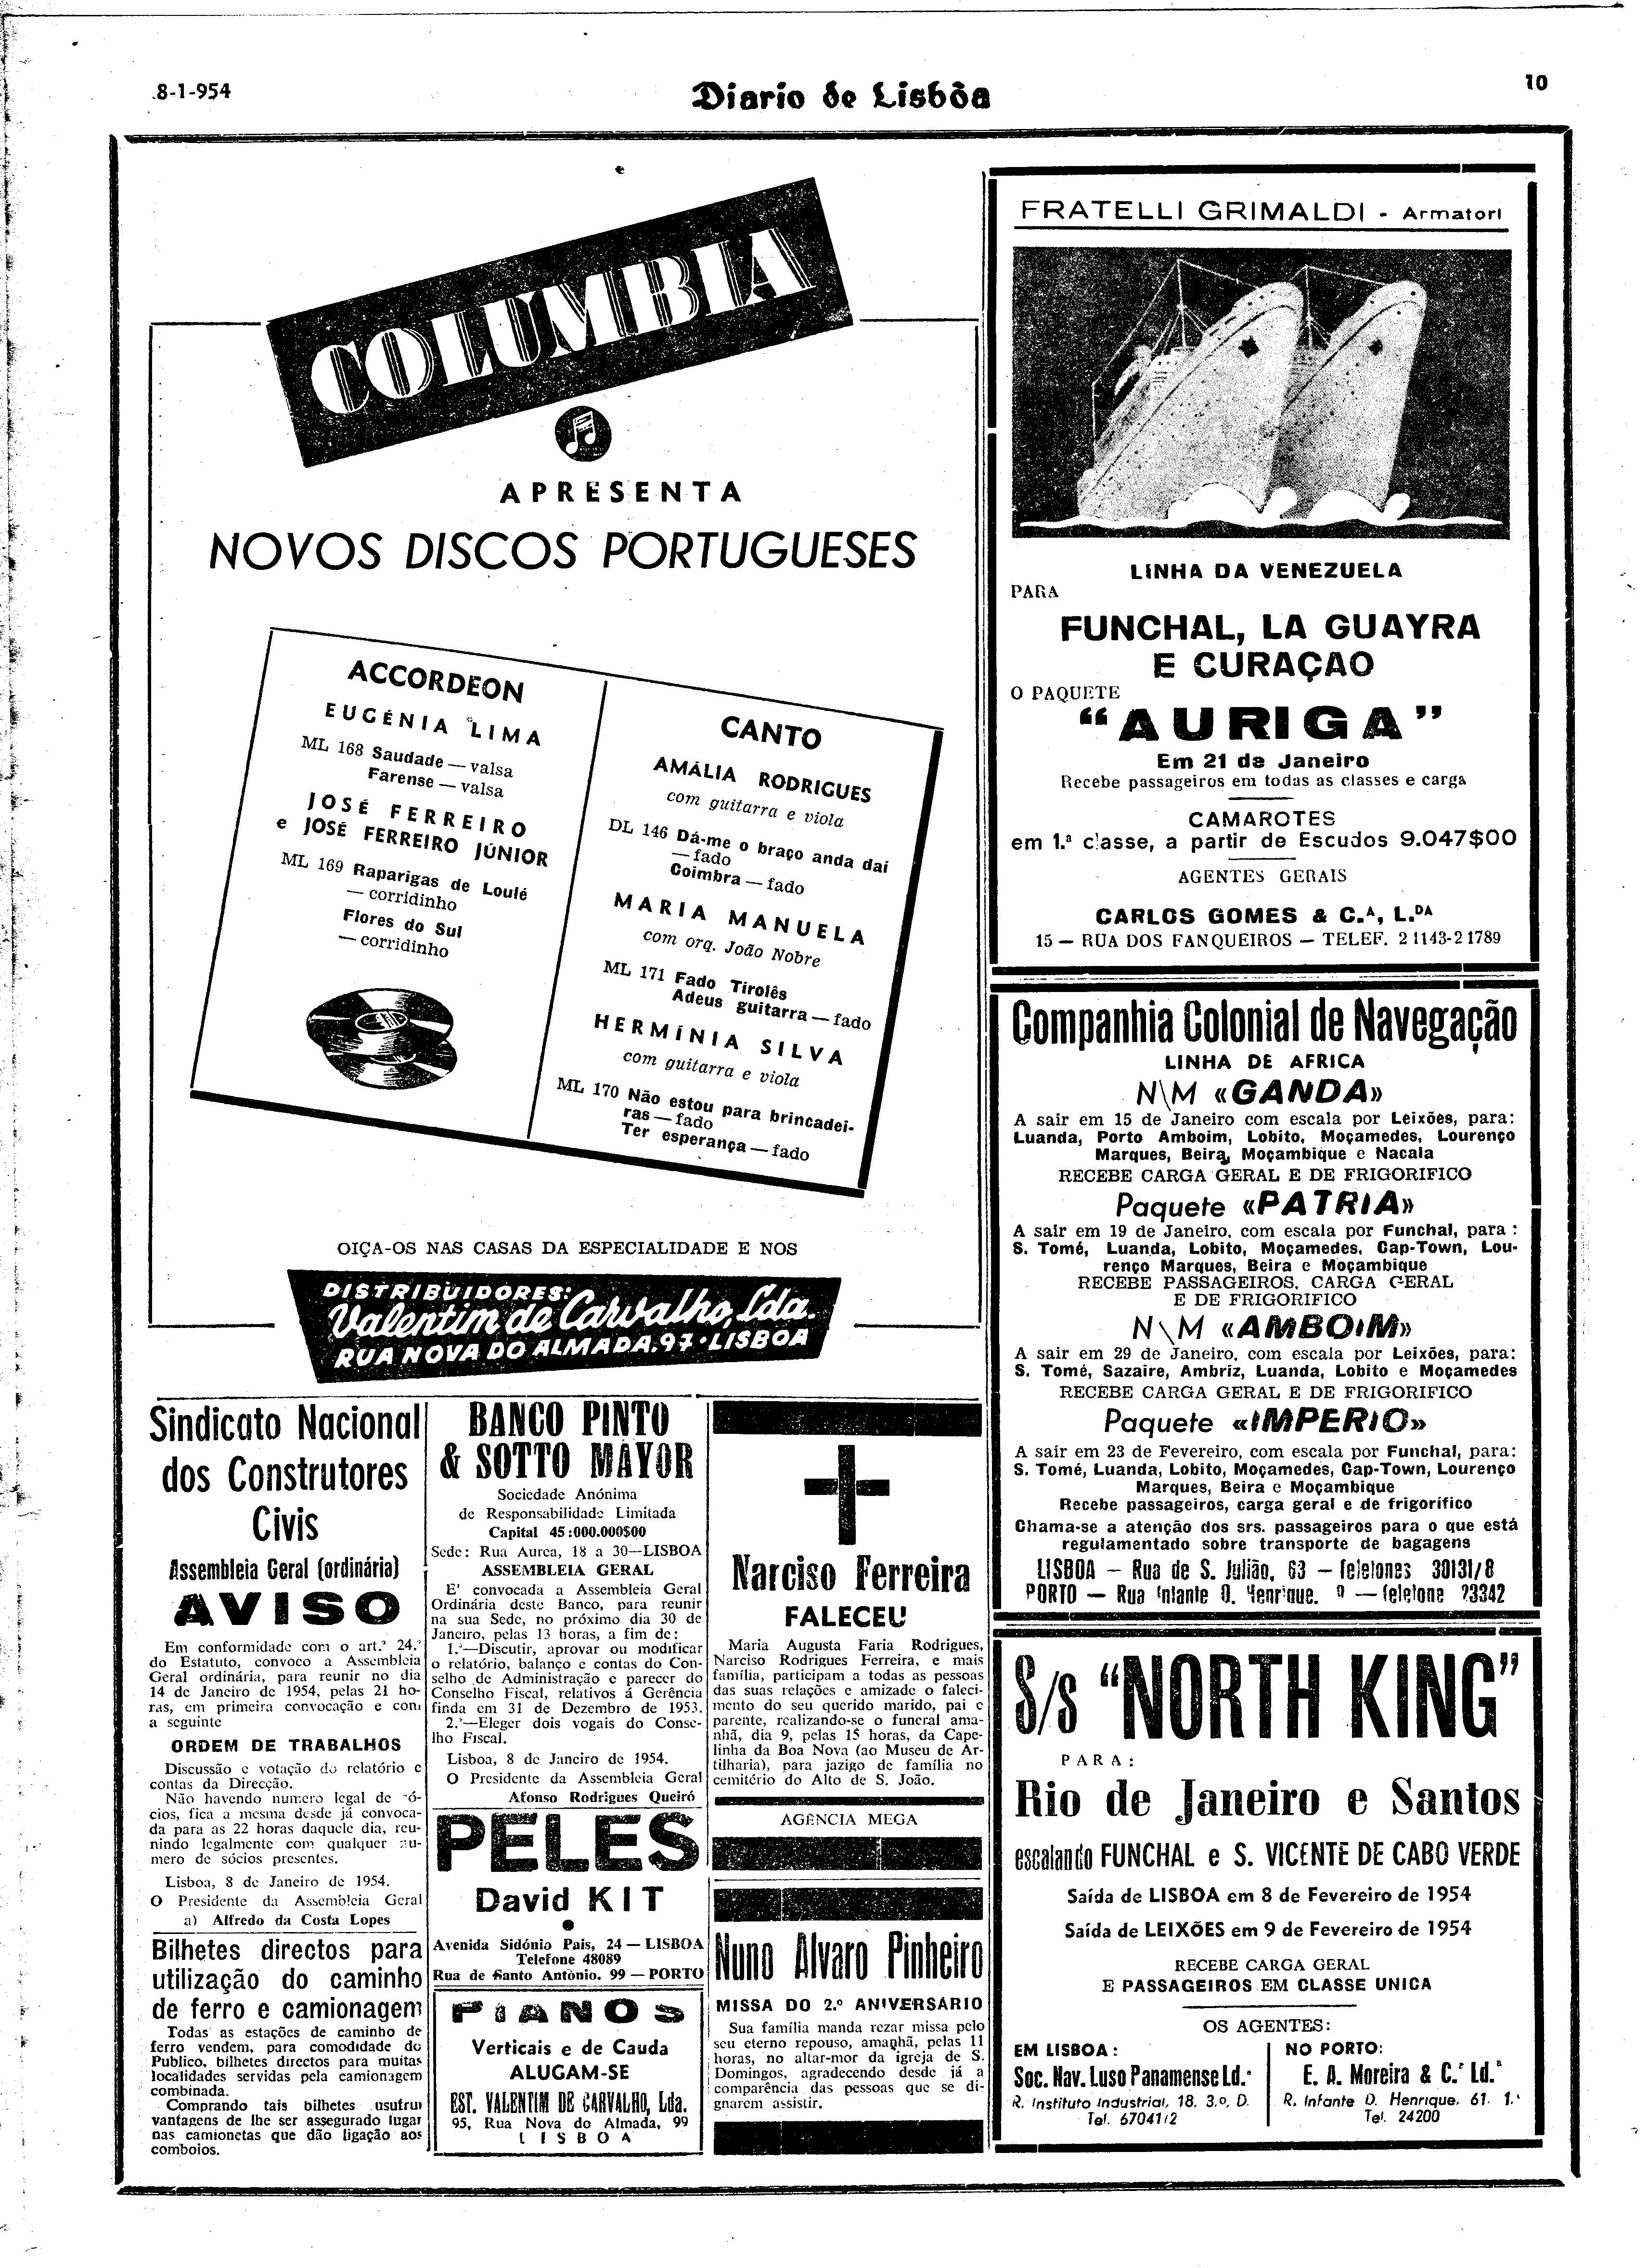 8-1-954
Diario de Lisbôa
10
COLUMBIA
APRESENTA
NOVOS DISCOS PORTUGUESES
ACCORDEON
EUGÉNIA LIMA
ML 168 Saudade — valsa
Farense — valsa
JOSÉ FERREIRO
e JOSÉ FERREIRO JÚNIOR
ML 169 Raparigas de Loulé
— corridinho
Flores do Sul
— corridinho
CANTO
AMÁLIA RODRIGUES
com guitarra e viola
DL 146 Dá-me o braço anda daí
— fado
Coimbra — fado
MARIA MANUELA
com orq. João Nobre
ML 171 Fado Tirolês
Adeus guitarra — fado
HERMÍNIA SILVA
com guitarra e viola
ML 170 Não estou para brincadei-
ras — fado
Ter esperança — fado
OIÇA-OS NAS CASAS DA ESPECIALIDADE E NOS
DISTRIBUIDORES:
Valentim de Carvalho, Lda.
RUA NOVA DO ALMADA, 97 · LISBOA
Sindicato Nacional
dos Construtores
Civis
Assembleia Geral (ordinária)
AVISO
Em conformidade com o art.º 24.º
do Estatuto, convoco a Assembleia
Geral ordinária, para reunir no dia
14 de Janeiro de 1954, pelas 21 ho-
ras, em primeira convocação e com
a seguinte
ORDEM DE TRABALHOS
Discussão e votação do relatório e
contas da Direcção.
Não havendo numero legal de só-
cios, fica a mesma desde já convoca-
da para as 22 horas daquele dia, reu-
nindo legalmente com qualquer nu-
mero de sócios presentes.
Lisboa, 8 de Janeiro de 1954.
O Presidente da Assembleia Geral
a) Alfredo da Costa Lopes
Bilhetes directos para
utilização do caminho
de ferro e camionagem
Todas as estações de caminho de
ferro vendem, para comodidade do
Publico, bilhetes directos para muitas
localidades servidas pela camionagem
combinada.
Comprando tais bilhetes usufrui
vantagens de lhe ser assegurado lugar
nas camionetas que dão ligação aos
comboios.
BANCO PINTO
& SOTTO MAYOR
Sociedade Anónima
de Responsabilidade Limitada
Capital 45:000.000$00
Sede: Rua Aurea, 18 a 30—LISBOA
ASSEMBLEIA GERAL
E' convocada a Assembleia Geral
Ordinária deste Banco, para reunir
na sua Sede, no próximo dia 30 de
Janeiro, pelas 13 horas, a fim de:
1.º—Discutir, aprovar ou modificar
o relatório, balanço e contas do Con-
selho de Administração e parecer do
Conselho Fiscal, relativos á Gerência
finda em 31 de Dezembro de 1953.
2.º—Eleger dois vogais do Conse-
lho Fiscal.
Lisboa, 8 de Janeiro de 1954.
O Presidente da Assembleia Geral
Afonso Rodrigues Queiró
PELES
David KIT
Avenida Sidónio Pais, 24 — LISBOA
Telefone 48089
Rua de Santo António, 99 — PORTO
PIANOS
Verticais e de Cauda
ALUGAM-SE
EST. VALENTIM DE CARVALHO, Lda.
95, Rua Nova do Almada, 99
LISBOA
Narciso Ferreira
FALECEU
Maria Augusta Faria Rodrigues,
Narciso Rodrigues Ferreira, e mais
família, participam a todas as pessoas
das suas relações e amizade o faleci-
mento do seu querido marido, pai e
parente, realizando-se o funeral ama-
nhã, dia 9, pelas 15 horas, da Cape-
linha da Boa Nova (ao Museu de Ar-
tilharia), para jazigo de família no
cemitério do Alto de S. João.
AGÊNCIA MEGA
Nuno Alvaro Pinheiro
MISSA DO 2.º ANIVERSARIO
Sua família manda rezar missa pelo
seu eterno repouso, amanhã, pelas 11
horas, no altar-mor da igreja de S.
Domingos, agradecendo desde já a
comparência das pessoas que se di-
gnarem assistir.
FRATELLI GRIMALDI - Armatori
LINHA DA VENEZUELA
PARA
FUNCHAL, LA GUAYRA
E CURAÇAO
O PAQUETE
“AURIGA”
Em 21 de Janeiro
Recebe passageiros em todas as classes e carga
CAMAROTES
em 1.ª classe, a partir de Escudos 9.047$00
AGENTES GERAIS
CARLOS GOMES & C.ᴬ, L.ᴰᴬ
15 — RUA DOS FANQUEIROS — TELEF. 2 1143-2 1789
Companhia Colonial de Navegação
LINHA DE AFRICA
N\M «GANDA»
A sair em 15 de Janeiro com escala por Leixões, para:
Luanda, Porto Amboim, Lobito, Moçamedes, Lourenço
Marques, Beira, Moçambique e Nacala
RECEBE CARGA GERAL E DE FRIGORIFICO
Paquete «PATRIA»
A sair em 19 de Janeiro, com escala por Funchal, para:
S. Tomé, Luanda, Lobito, Moçamedes, Cap-Town, Lou-
renço Marques, Beira e Moçambique
RECEBE PASSAGEIROS, CARGA GERAL
E DE FRIGORIFICO
N\M «AMBOIM»
A sair em 29 de Janeiro, com escala por Leixões, para:
S. Tomé, Sazaire, Ambriz, Luanda, Lobito e Moçamedes
RECEBE CARGA GERAL E DE FRIGORIFICO
Paquete «IMPERIO»
A sair em 23 de Fevereiro, com escala por Funchal, para:
S. Tomé, Luanda, Lobito, Moçamedes, Cap-Town, Lourenço
Marques, Beira e Moçambique
Recebe passageiros, carga geral e de frigorífico
Chama-se a atenção dos srs. passageiros para o que está
regulamentado sobre transporte de bagagens
LISBOA — Rua de S. Julião, 63 — Telefones 30131/8
PORTO — Rua Infante D. Henrique, 9 — Telefone 23342
S/s “NORTH KING”
PARA:
Rio de Janeiro e Santos
escalando FUNCHAL e S. VICENTE DE CABO VERDE
Saída de LISBOA em 8 de Fevereiro de 1954
Saída de LEIXÕES em 9 de Fevereiro de 1954
RECEBE CARGA GERAL
E PASSAGEIROS EM CLASSE UNICA
OS AGENTES:
EM LISBOA:
Soc. Nav. Luso Panamense Ld.ª
R. Instituto Industrial, 18. 3.º, D.
Tel. 67041/2
NO PORTO:
E. A. Moreira & C.ª Ld.ª
R. Infante D. Henrique, 61. 1.º
Tel. 24200